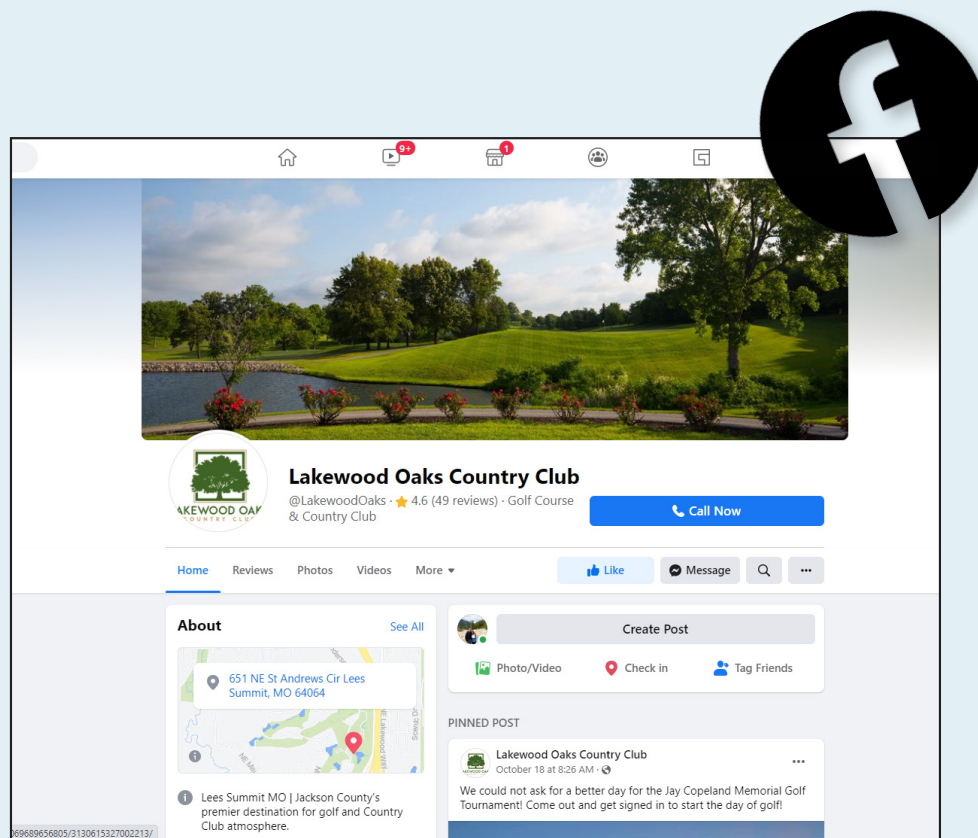 9+
1
Lakewood Oaks Country Club
@LakewoodOaks · 4.6 (49 reviews) · Golf Course
& Country Club
Call Now
AKEWOOD OAK
COUNTRY CLU
Home Reviews Photos Videos More
Like Message
About See All
Create Post
651 NE St Andrews Cir Lees
Summit, MO 64064
Photo/Video Check in Tag Friends
PINNED POST
Lakewood Oaks Country Club
October 18 at 8:26 AM ·
We could not ask for a better day for the Jay Copeland Memorial Golf
Tournament! Come out and get signed in to start the day of golf!
Lees Summit MO | Jackson County's
premier destination for golf and Country
Club atmosphere.
069689656805/3130615327002213/